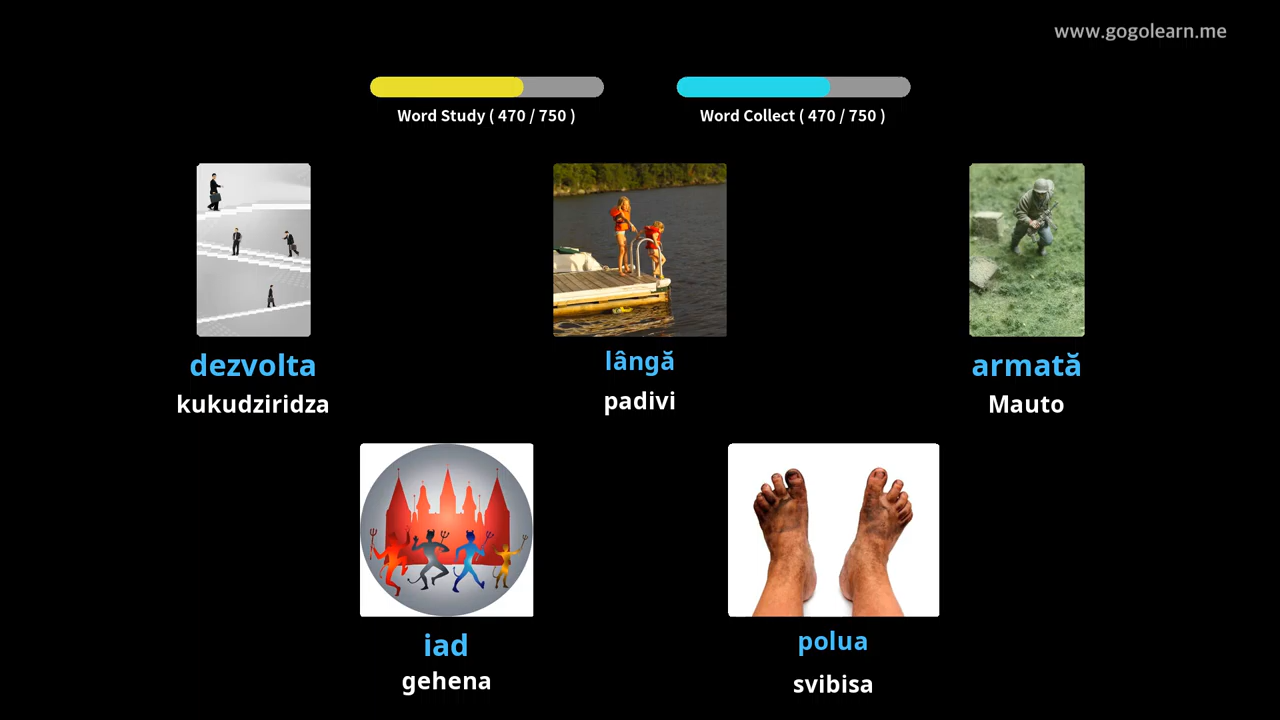 www.gogolearn.me
Word Study ( 470 / 750 )
Word Collect ( 470 / 750 )
dezvolta
kukudziridza
lângă
padivi
armată
Mauto
iad
gehena
polua
svibisa